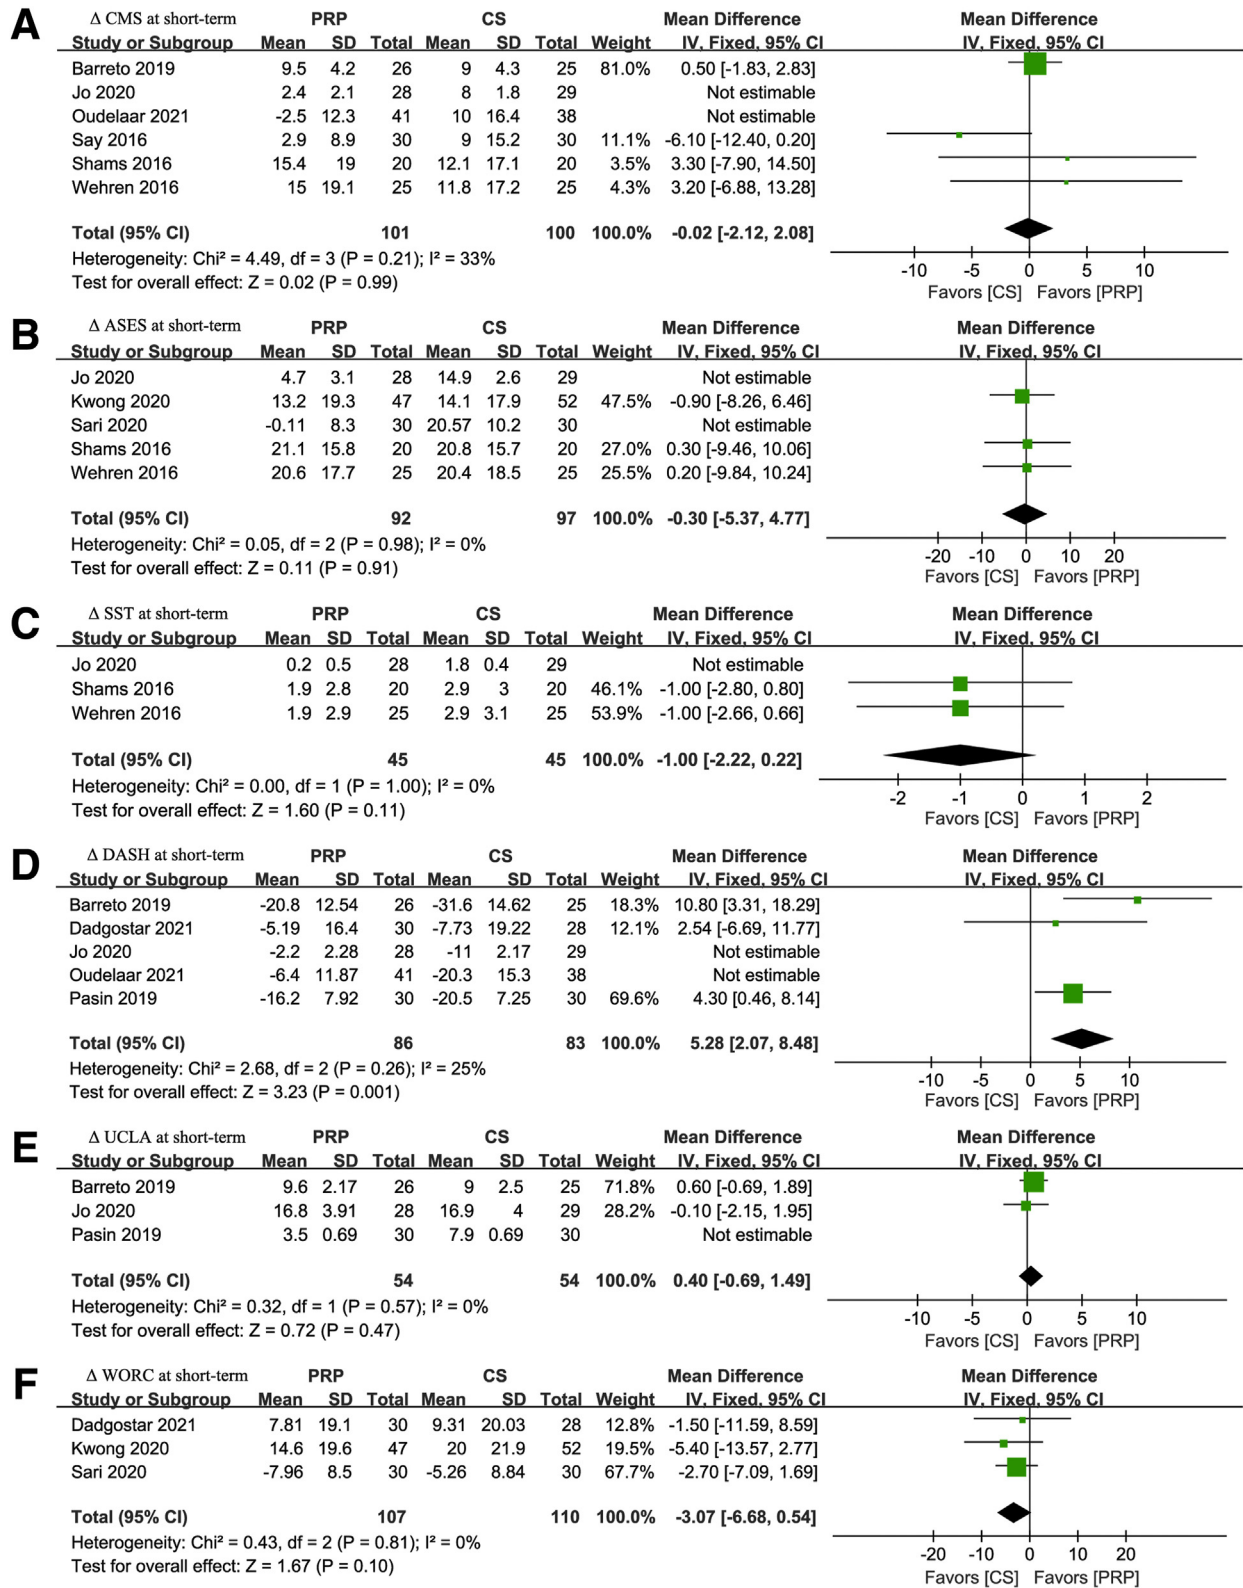 A Δ CMS at short-term PRP CS Mean Difference Mean Difference
Study or Subgroup Mean SD Total Mean SD Total Weight IV, Fixed, 95% CI IV, Fixed, 95% CI
Barreto 2019 9.5 4.2 26 9 4.3 25 81.0% 0.50 [-1.83, 2.83]
Jo 2020 2.4 2.1 28 8 1.8 29 Not estimable
Oudelaar 2021 -2.5 12.3 41 10 16.4 38 Not estimable
Say 2016 2.9 8.9 30 9 15.2 30 11.1% -6.10 [-12.40, 0.20]
Shams 2016 15.4 19 20 12.1 17.1 20 3.5% 3.30 [-7.90, 14.50]
Wehren 2016 15 19.1 25 11.8 17.2 25 4.3% 3.20 [-6.88, 13.28]
Total (95% CI) 101 100 100.0% -0.02 [-2.12, 2.08]
Heterogeneity: Chi² = 4.49, df = 3 (P = 0.21); I² = 33%
Test for overall effect: Z = 0.02 (P = 0.99)
-10 -5 0 5 10
Favors [CS] Favors [PRP]
B Δ ASES at short-term PRP CS Mean Difference Mean Difference
Study or Subgroup Mean SD Total Mean SD Total Weight IV, Fixed, 95% CI IV, Fixed, 95% CI
Jo 2020 4.7 3.1 28 14.9 2.6 29 Not estimable
Kwong 2020 13.2 19.3 47 14.1 17.9 52 47.5% -0.90 [-8.26, 6.46]
Sari 2020 -0.11 8.3 30 20.57 10.2 30 Not estimable
Shams 2016 21.1 15.8 20 20.8 15.7 20 27.0% 0.30 [-9.46, 10.06]
Wehren 2016 20.6 17.7 25 20.4 18.5 25 25.5% 0.20 [-9.84, 10.24]
Total (95% CI) 92 97 100.0% -0.30 [-5.37, 4.77]
Heterogeneity: Chi² = 0.05, df = 2 (P = 0.98); I² = 0%
Test for overall effect: Z = 0.11 (P = 0.91)
-20 -10 0 10 20
Favors [CS] Favors [PRP]
C Δ SST at short-term PRP CS Mean Difference Mean Difference
Study or Subgroup Mean SD Total Mean SD Total Weight IV, Fixed, 95% CI IV, Fixed, 95% CI
Jo 2020 0.2 0.5 28 1.8 0.4 29 Not estimable
Shams 2016 1.9 2.8 20 2.9 3 20 46.1% -1.00 [-2.80, 0.80]
Wehren 2016 1.9 2.9 25 2.9 3.1 25 53.9% -1.00 [-2.66, 0.66]
Total (95% CI) 45 45 100.0% -1.00 [-2.22, 0.22]
Heterogeneity: Chi² = 0.00, df = 1 (P = 1.00); I² = 0%
Test for overall effect: Z = 1.60 (P = 0.11)
-2 -1 0 1 2
Favors [CS] Favors [PRP]
D Δ DASH at short-term PRP CS Mean Difference Mean Difference
Study or Subgroup Mean SD Total Mean SD Total Weight IV, Fixed, 95% CI IV, Fixed, 95% CI
Barreto 2019 -20.8 12.54 26 -31.6 14.62 25 18.3% 10.80 [3.31, 18.29]
Dadgostar 2021 -5.19 16.4 30 -7.73 19.22 28 12.1% 2.54 [-6.69, 11.77]
Jo 2020 -2.2 2.28 28 -11 2.17 29 Not estimable
Oudelaar 2021 -6.4 11.87 41 -20.3 15.3 38 Not estimable
Pasin 2019 -16.2 7.92 30 -20.5 7.25 30 69.6% 4.30 [0.46, 8.14]
Total (95% CI) 86 83 100.0% 5.28 [2.07, 8.48]
Heterogeneity: Chi² = 2.68, df = 2 (P = 0.26); I² = 25%
Test for overall effect: Z = 3.23 (P = 0.001)
-10 -5 0 5 10
Favors [CS] Favors [PRP]
E Δ UCLA at short-term PRP CS Mean Difference Mean Difference
Study or Subgroup Mean SD Total Mean SD Total Weight IV, Fixed, 95% CI IV, Fixed, 95% CI
Barreto 2019 9.6 2.17 26 9 2.5 25 71.8% 0.60 [-0.69, 1.89]
Jo 2020 16.8 3.91 28 16.9 4 29 28.2% -0.10 [-2.15, 1.95]
Pasin 2019 3.5 0.69 30 7.9 0.69 30 Not estimable
Total (95% CI) 54 54 100.0% 0.40 [-0.69, 1.49]
Heterogeneity: Chi² = 0.32, df = 1 (P = 0.57); I² = 0%
Test for overall effect: Z = 0.72 (P = 0.47)
-10 -5 0 5 10
Favors [CS] Favors [PRP]
F Δ WORC at short-term PRP CS Mean Difference Mean Difference
Study or Subgroup Mean SD Total Mean SD Total Weight IV, Fixed, 95% CI IV, Fixed, 95% CI
Dadgostar 2021 7.81 19.1 30 9.31 20.03 28 12.8% -1.50 [-11.59, 8.59]
Kwong 2020 14.6 19.6 47 20 21.9 52 19.5% -5.40 [-13.57, 2.77]
Sari 2020 -7.96 8.5 30 -5.26 8.84 30 67.7% -2.70 [-7.09, 1.69]
Total (95% CI) 107 110 100.0% -3.07 [-6.68, 0.54]
Heterogeneity: Chi² = 0.43, df = 2 (P = 0.81); I² = 0%
Test for overall effect: Z = 1.67 (P = 0.10)
-20 -10 0 10 20
Favors [CS] Favors [PRP]